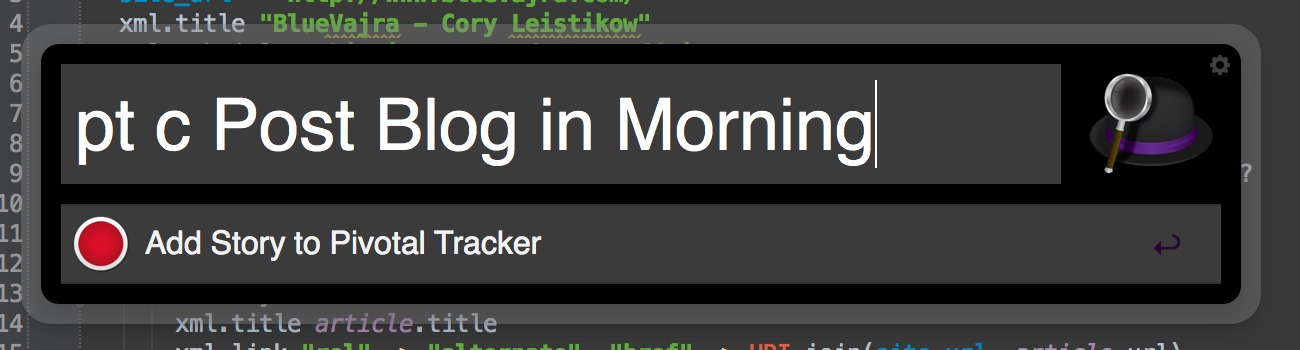 4 xml.title "BlueVajra - Cory Leistikow"
5
6
pt c Post Blog in Morning
7
8
9 ?
10
11 Add Story to Pivotal Tracker
12
13
14 xml.title article.title